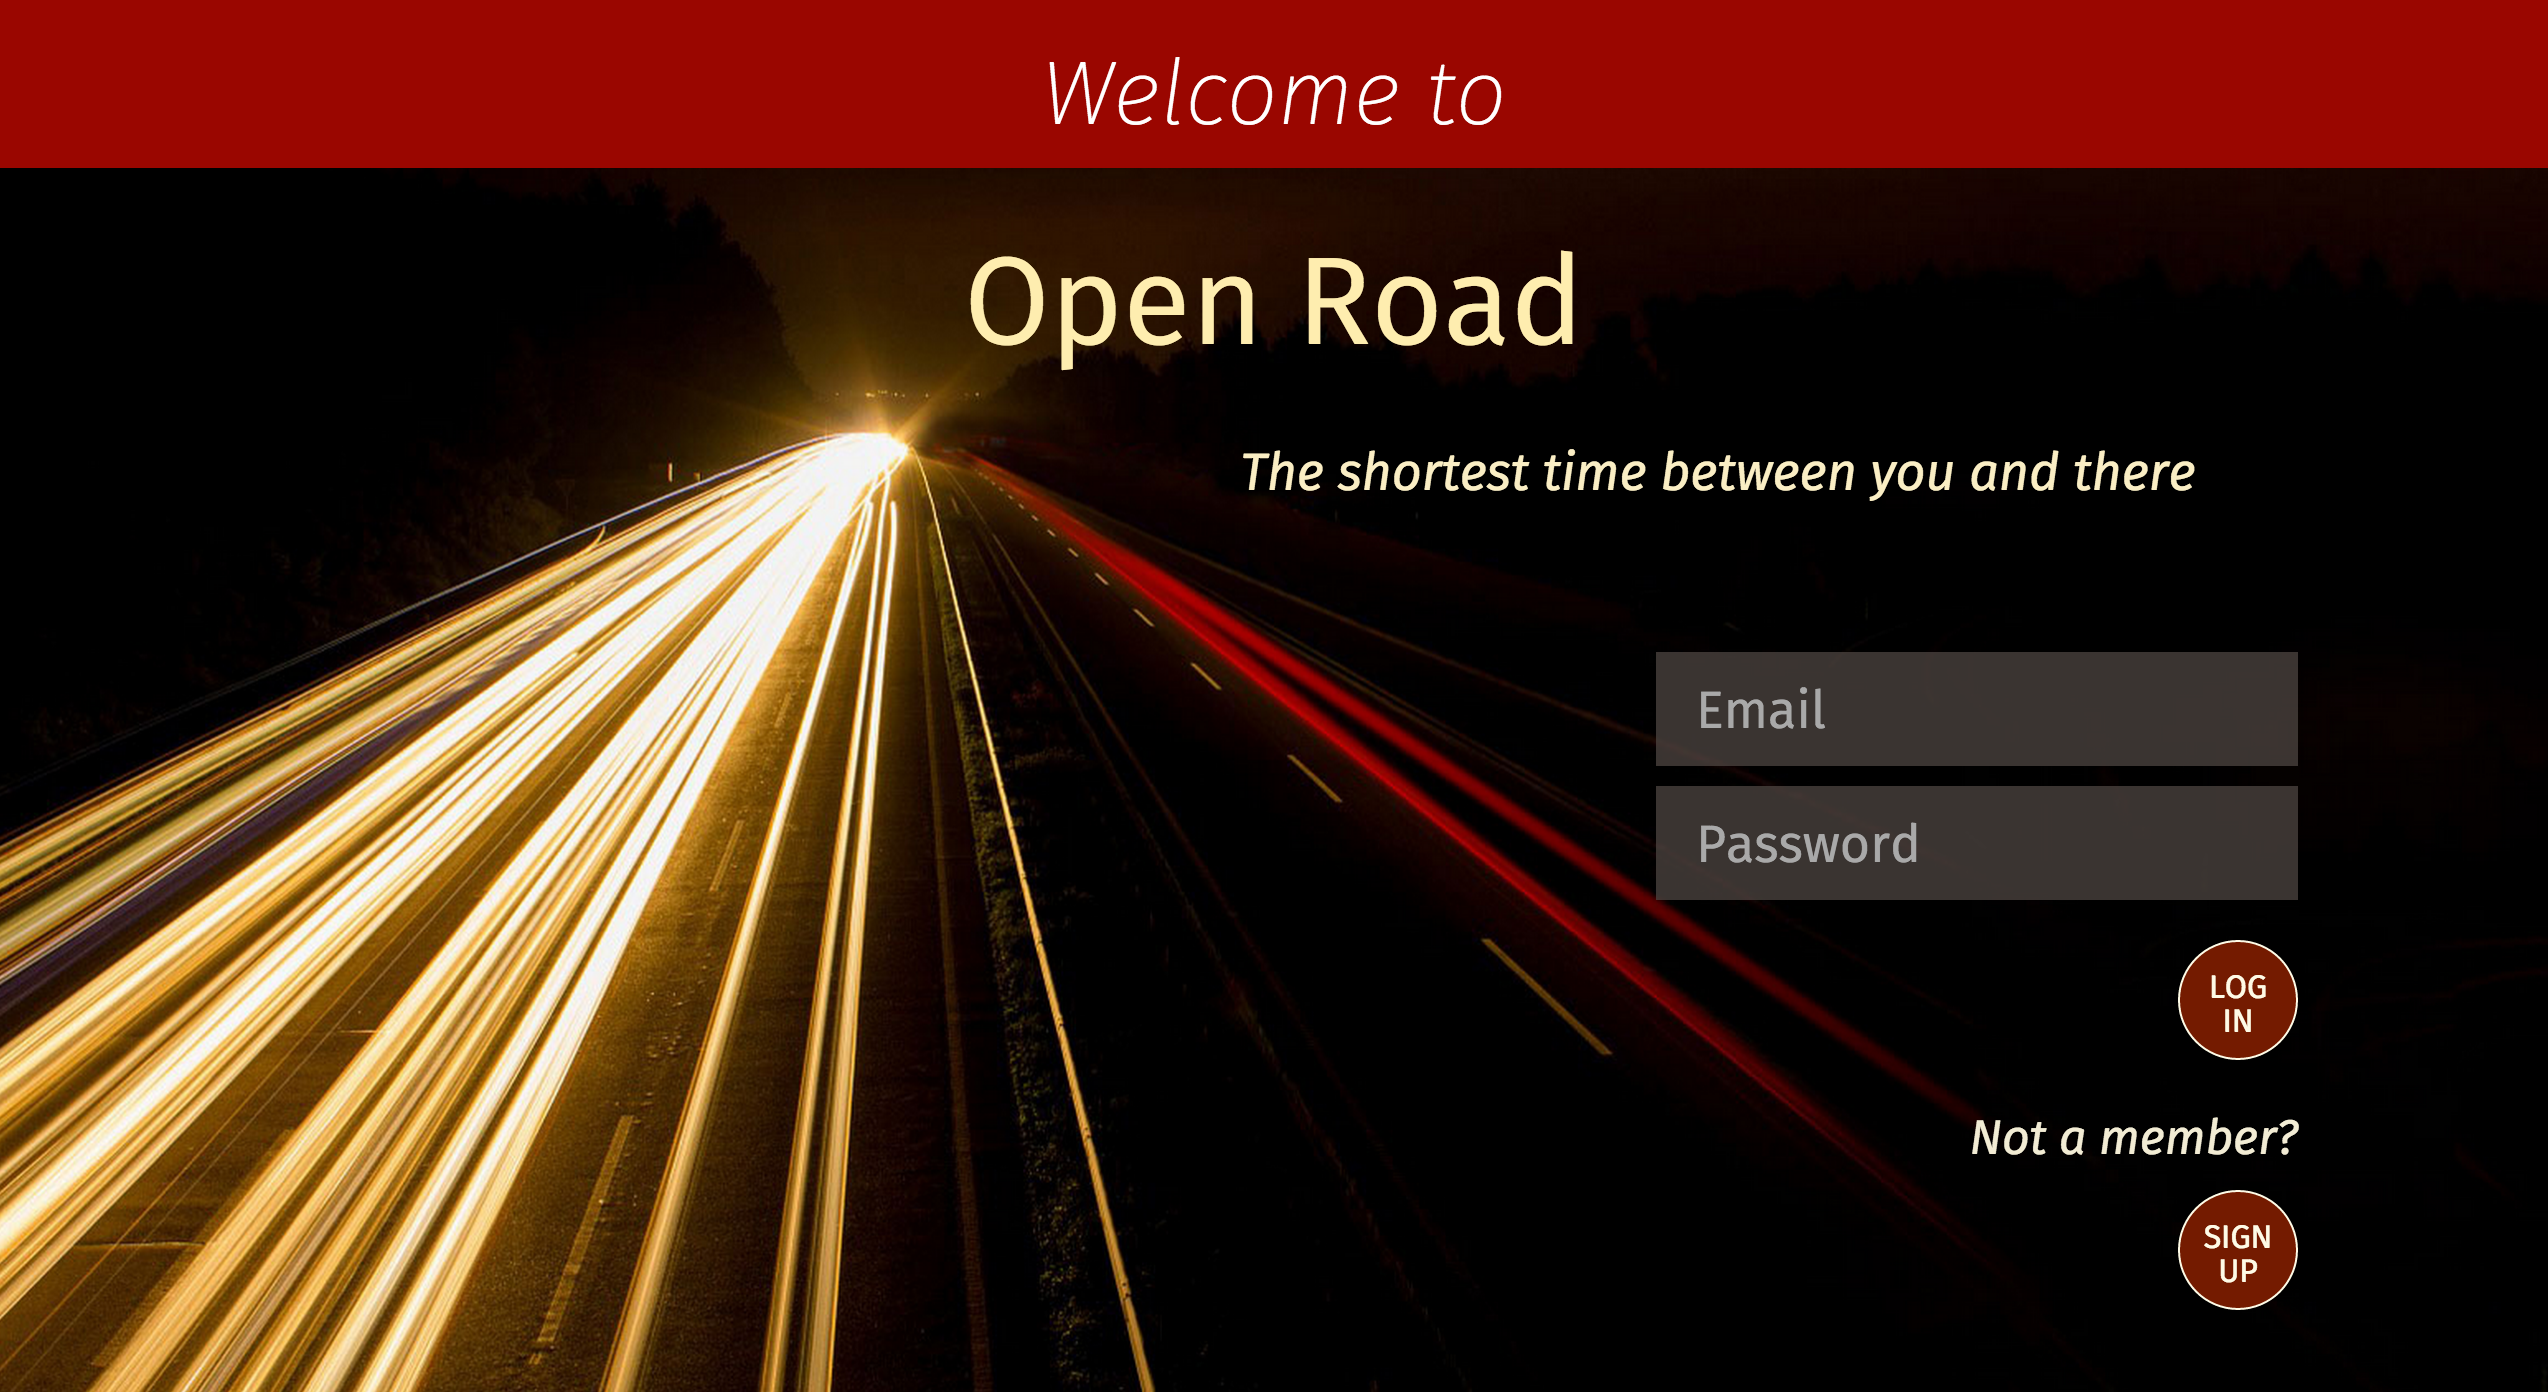 Welcome to
Open Road
The shortest time between you and there
Email
Password
LOG
IN
Not a member?
SIGN
UP